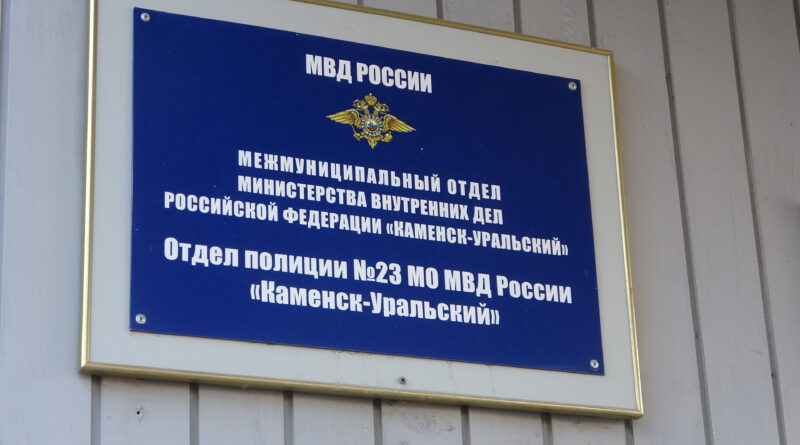 МВД РОССИИ
МЕЖМУНИЦИПАЛЬНЫЙ ОТДЕЛ
МИНИСТЕРСТВА ВНУТРЕННИХ ДЕЛ
РОССИЙСКОЙ ФЕДЕРАЦИИ «КАМЕНСК-УРАЛЬСКИЙ»
Отдел полиции №23 МО МВД России
«Каменск-Уральский»